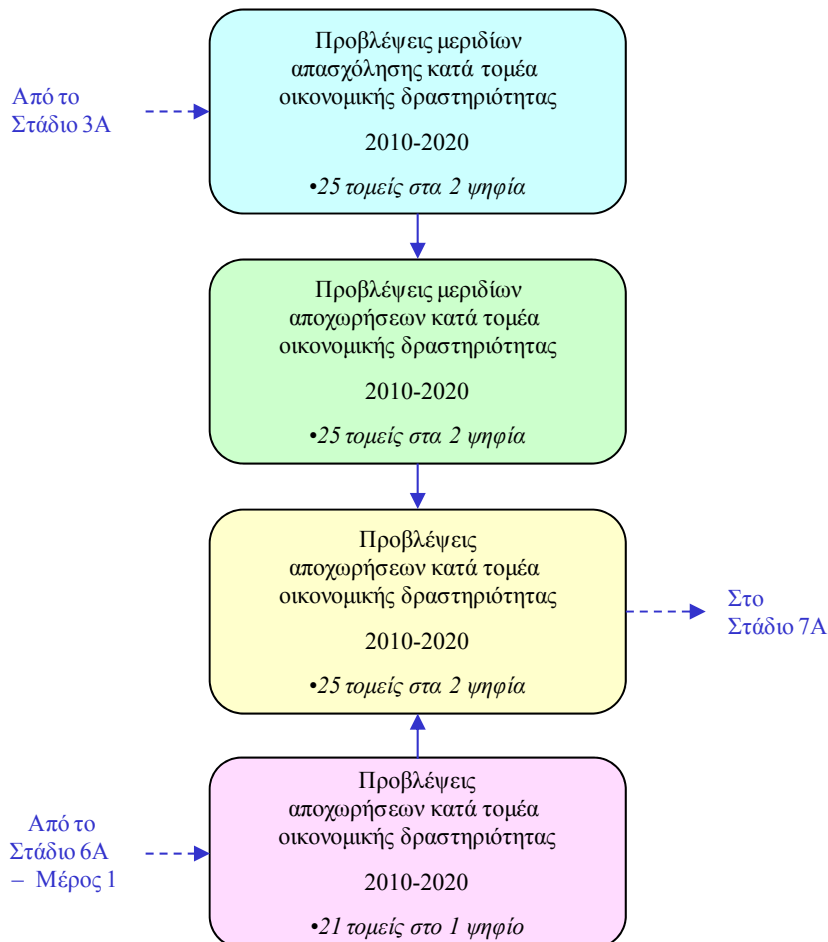 Προβλέψεις μεριδίων
απασχόλησης κατά τομέα
οικονομικής δραστηριότητας
2010-2020
•25 τομείς στα 2 ψηφία
Από το
Στάδιο 3Α
Προβλέψεις μεριδίων
αποχωρήσεων κατά τομέα
οικονομικής δραστηριότητας
2010-2020
•25 τομείς στα 2 ψηφία
Προβλέψεις
αποχωρήσεων κατά τομέα
οικονομικής δραστηριότητας
2010-2020
•25 τομείς στα 2 ψηφία
Στο
Στάδιο 7Α
Προβλέψεις
αποχωρήσεων κατά τομέα
οικονομικής δραστηριότητας
2010-2020
•21 τομείς στο 1 ψηφίο
Από το
Στάδιο 6Α
– Μέρος 1